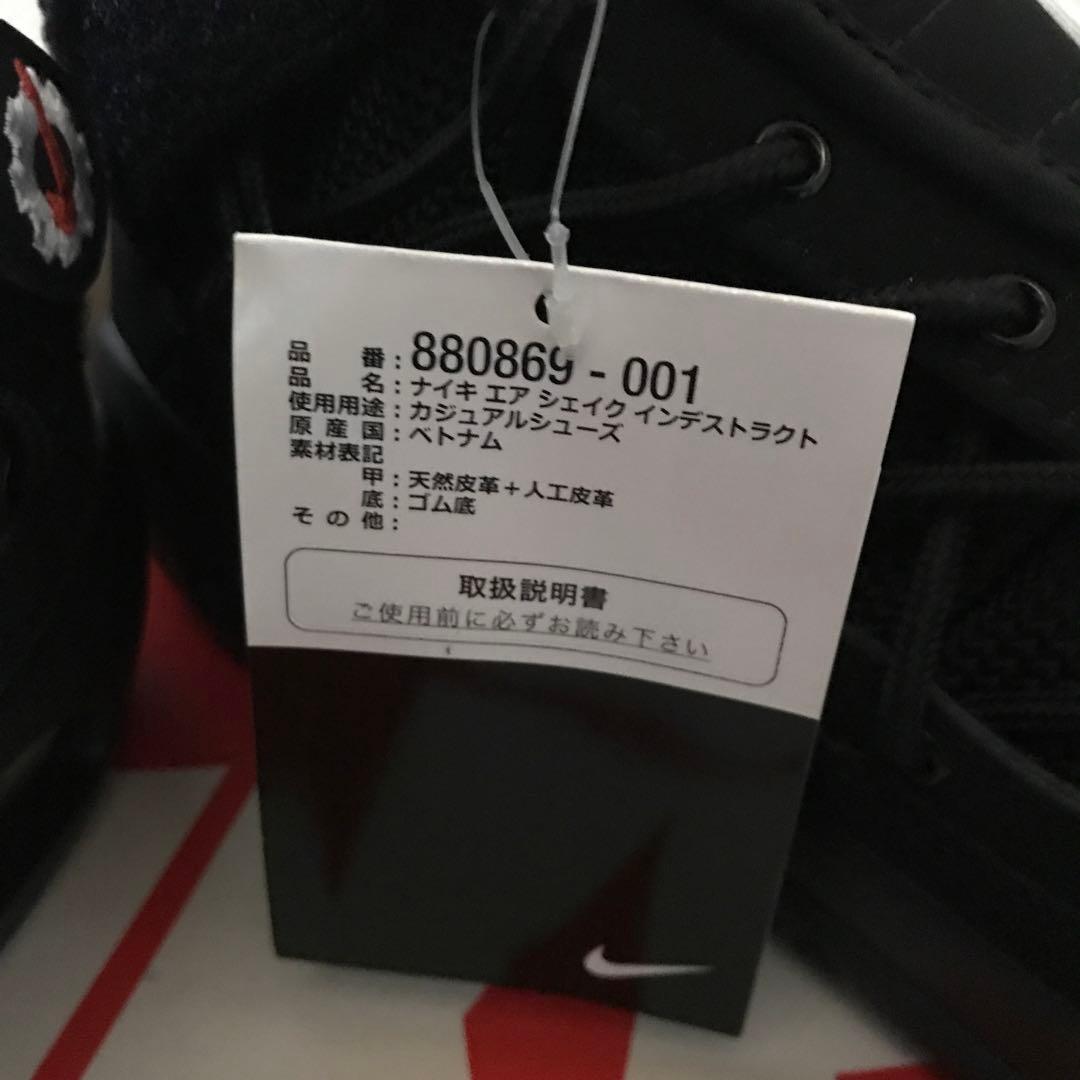 品番：880869 - 001
品名：ナイキ エア シェイク インデストラクト
使用用途：カジュアルシューズ
原産国：ベトナム
素材表記
甲：天然皮革＋人工皮革
底：ゴム底
その他：
取扱説明書
ご使用前に必ずお読み下さい